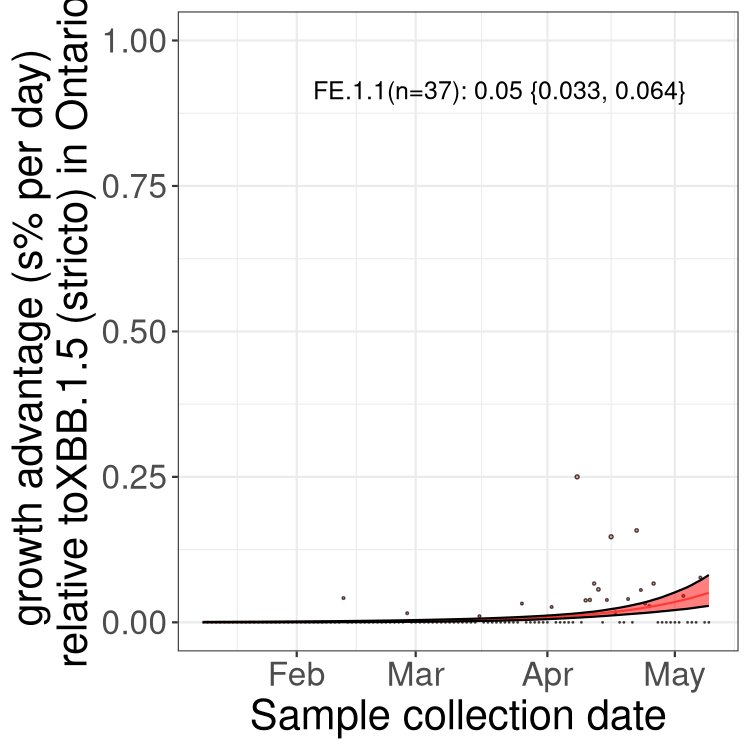 growth advantage (s% per day)
relative toXBB.1.5 (stricto) in Ontario
1.00
0.75
0.50
0.25
0.00
FE.1.1(n=37): 0.05 {0.033, 0.064}
Feb Mar Apr May
Sample collection date